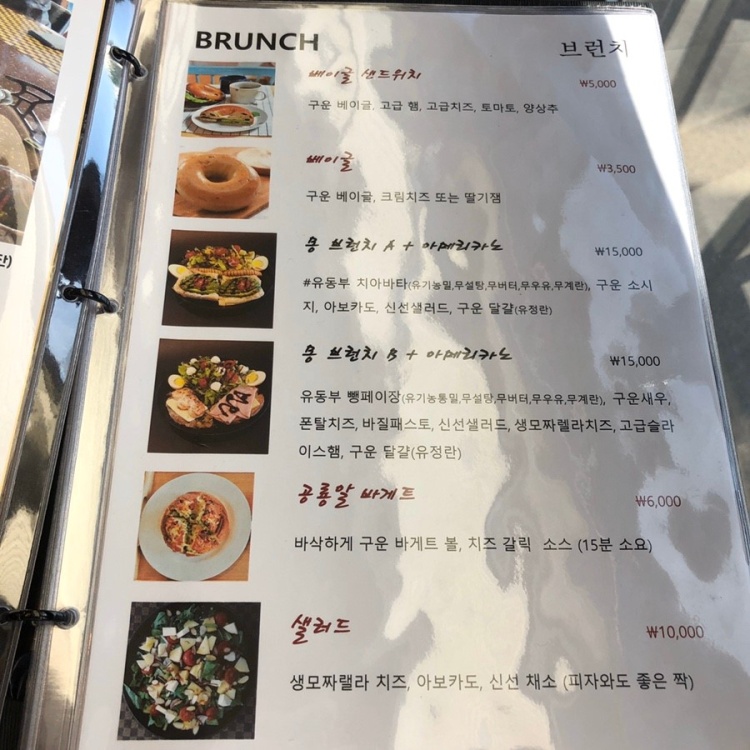 BRUNCH
브런치
베이글 샌드위치
₩5,000
구운 베이글, 고급 햄, 고급치즈, 토마토, 양상추
베이글
₩3,500
구운 베이글, 크림치즈 또는 딸기잼
몽 브런치 A + 아메리카노
₩15,000
#유동부 치아바타(유기농밀,무설탕,무버터,무우유,무계란), 구운 소시
지, 아보카도, 신선샐러드, 구운 달걀(유정란)
몽 브런치 B + 아메리카노
₩15,000
유동부 뺑페이장(유기농통밀,무설탕,무버터,무우유,무계란), 구운새우,
폰탈치즈, 바질패스토, 신선샐러드, 생모짜렐라치즈, 고급슬라
이스햄, 구운 달걀(유정란)
공룡알 바게트
₩6,000
바삭하게 구운 바게트 볼, 치즈 갈릭 소스 (15분 소요)
샐러드
₩10,000
생모짜랠라 치즈, 아보카도, 신선 채소 (피자와도 좋은 짝)